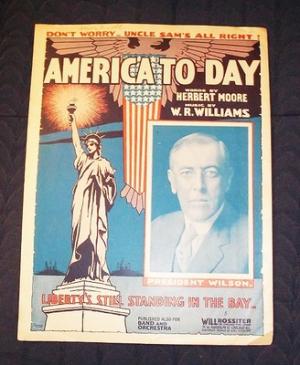 DON'T WORRY... UNCLE SAM'S ALL RIGHT
AMERICA TO-DAY
WORDS BY
HERBERT MOORE
MUSIC BY
W.R. WILLIAMS
PRESIDENT WILSON.
LIBERTY'S STILL STANDING IN THE BAY...
PUBLISHED ALSO FOR
BAND AND
ORCHESTRA
WILL ROSSITER